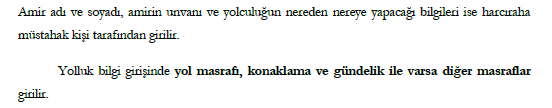 Amir adı ve soyadı, amirin unvanı ve yolculuğun nereden nereye yapacağı bilgileri ise harcıraha
müstahak kişi tarafından girilir.
Yolluk bilgi girişinde yol masrafı, konaklama ve gündelik ile varsa diğer masraflar
girilir.